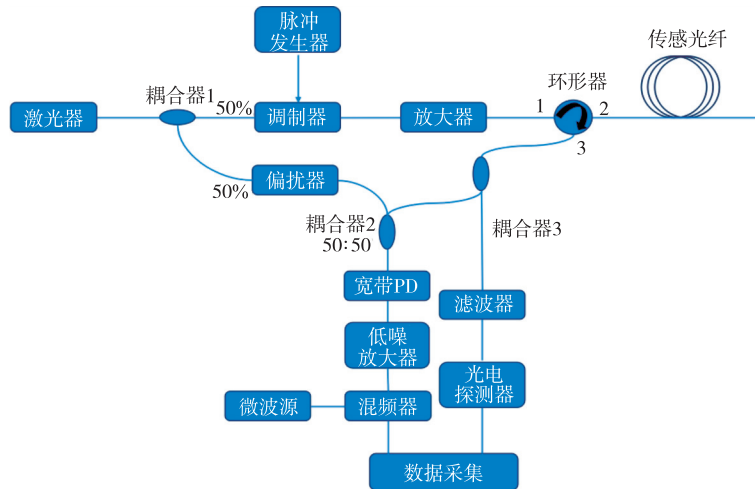 脉冲
发生器
传感光纤
环形器
耦合器1
激光器
50%
调制器
放大器
1
2
3
50%
偏扰器
耦合器2
50∶50
耦合器3
宽带PD
滤波器
低噪
放大器
光电
探测器
微波源
混频器
数据采集